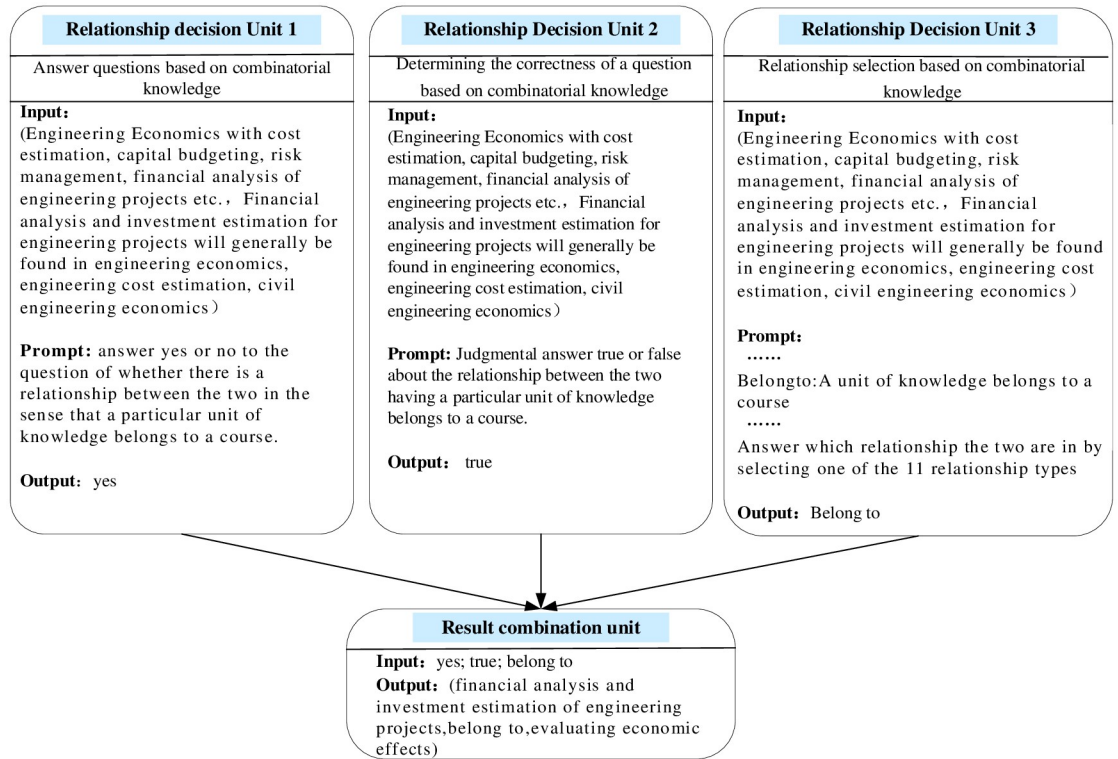 Relationship decision Unit 1
Answer questions based on combinatorial
knowledge
Input：
(Engineering Economics with cost
estimation, capital budgeting, risk
management, financial analysis of
engineering projects etc.，Financial
analysis and investment estimation for
engineering projects will generally be
found in engineering economics,
engineering cost estimation, civil
engineering economics）
Prompt: answer yes or no to the
question of whether there is a
relationship between the two in the
sense that a particular unit of
knowledge belongs to a course.
Output：yes
Relationship Decision Unit 2
Determining the correctness of a question
based on combinatorial knowledge
Input：
(Engineering Economics with cost
estimation, capital budgeting, risk
management, financial analysis of
engineering projects etc.，Financial
analysis and investment estimation for
engineering projects will generally be
found in engineering economics,
engineering cost estimation, civil
engineering economics）
Prompt: Judgmental answer true or false
about the relationship between the two
having a particular unit of knowledge
belongs to a course.
Output： true
Relationship Decision Unit 3
Relationship selection based on combinatorial
knowledge
Input：
(Engineering Economics with cost
estimation, capital budgeting, risk
management, financial analysis of
engineering projects etc.，Financial
analysis and investment estimation for
engineering projects will generally be found
in engineering economics, engineering cost
estimation, civil engineering economics）
Prompt：
……
Belongto:A unit of knowledge belongs to a
course
……
Answer which relationship the two are in by
selecting one of the 11 relationship types
Output：Belong to
Result combination unit
Input：yes; true; belong to
Output：(financial analysis and
investment estimation of engineering
projects,belong to,evaluating economic
effects)